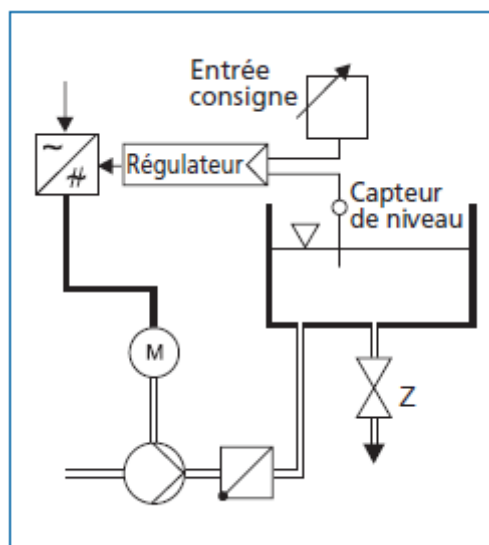 Entrée
consigne
Régulateur
Capteur
de niveau
M
Z